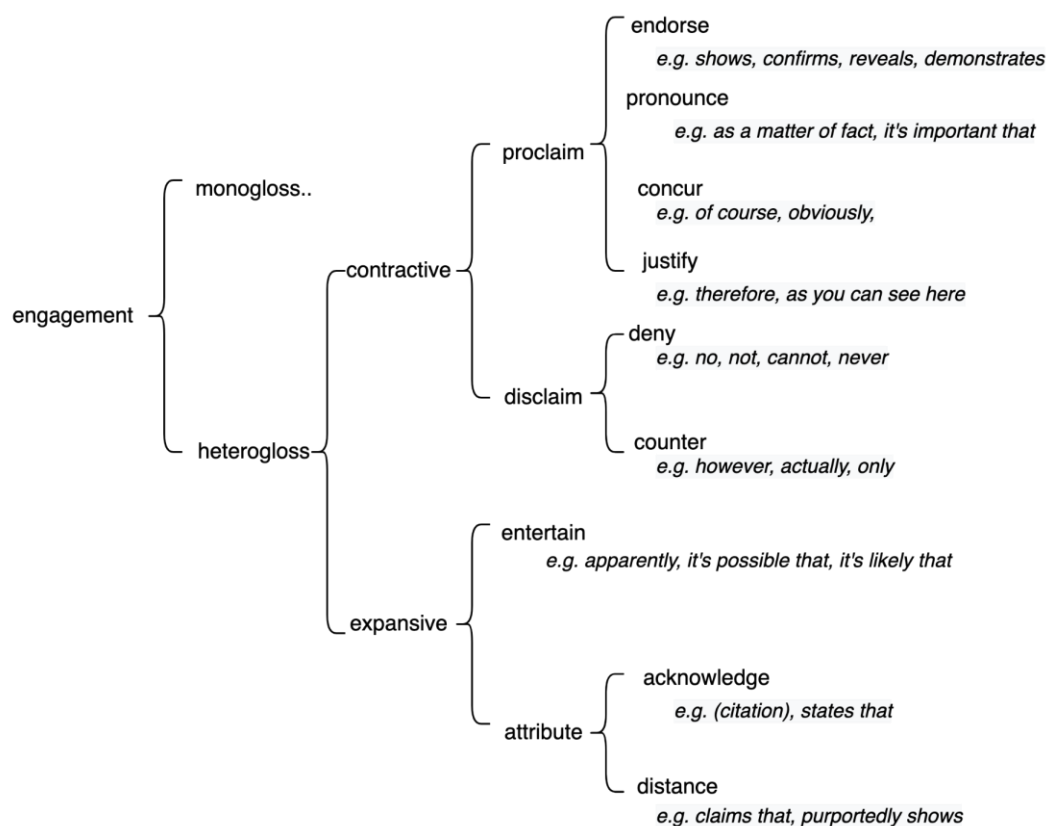 endorse
e.g. shows, confirms, reveals, demonstrates
pronounce
e.g. as a matter of fact, it's important that
proclaim
monogloss..
concur
e.g. of course, obviously,
justify
contractive
e.g. therefore, as you can see here
engagement
deny
e.g. no, not, cannot, never
disclaim
counter
heterogloss
e.g. however, actually, only
entertain
e.g. apparently, it's possible that, it's likely that
expansive
acknowledge
e.g. (citation), states that
attribute
distance
e.g. claims that, purportedly shows